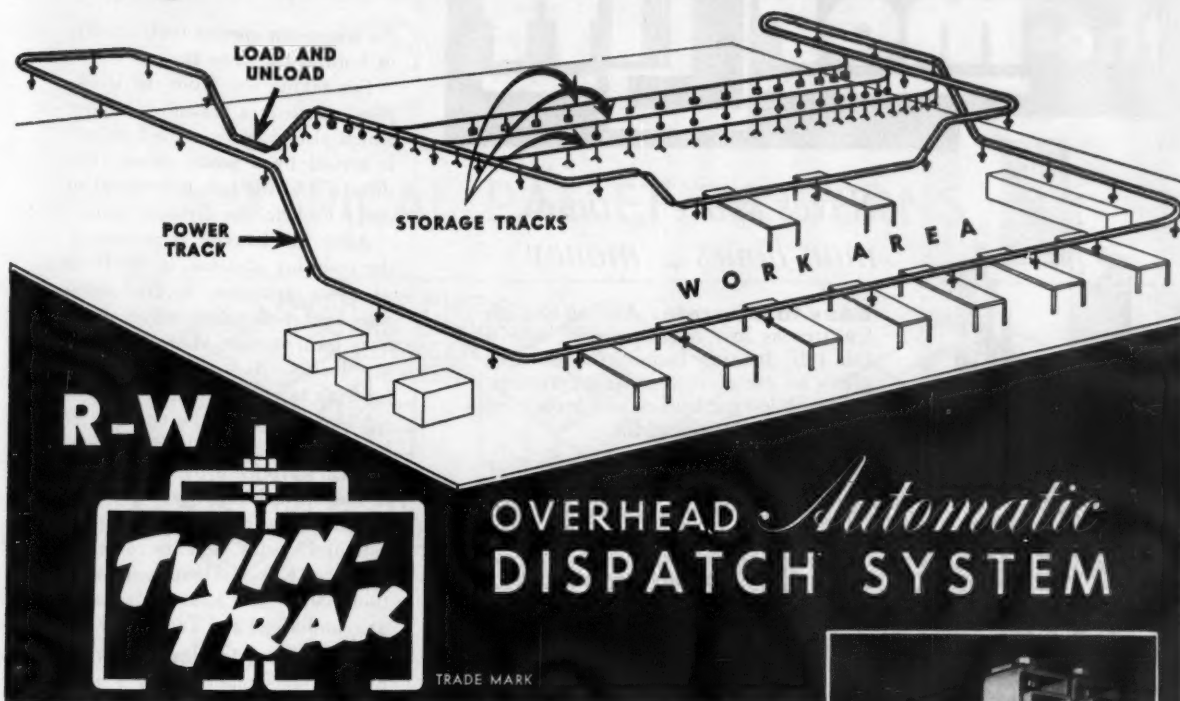 LOAD AND
UNLOAD
POWER
TRACK
STORAGE TRACKS
WORK AREA
R-W
TWIN-
TRAK
TRADE MARK
OVERHEAD Automatic
DISPATCH SYSTEM